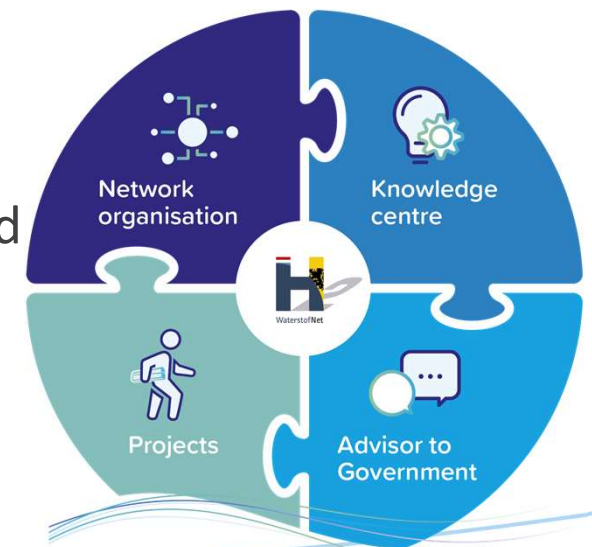 Network
organisation
Knowledge
centre
d
WaterstofNet
Projects
Advisor to
Government